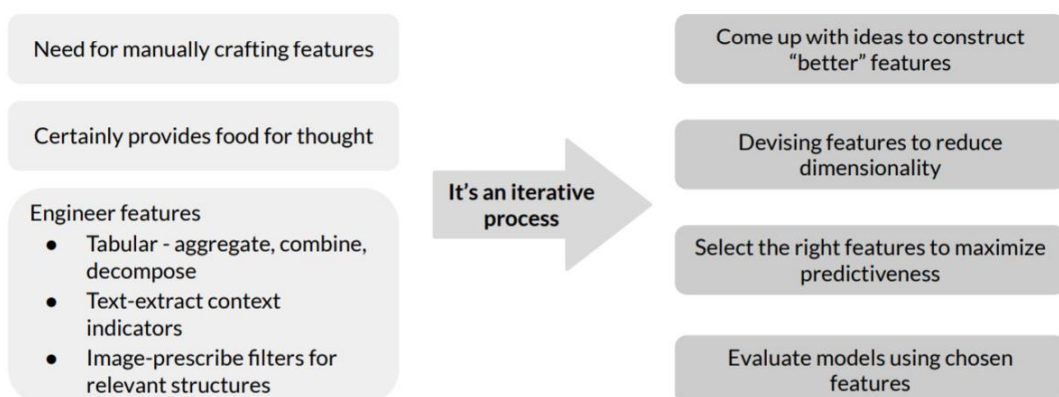 Need for manually crafting features
Certainly provides food for thought
Engineer features
● Tabular - aggregate, combine,
decompose
● Text-extract context
indicators
● Image-prescribe filters for
relevant structures
It's an iterative
process
Come up with ideas to construct
“better” features
Devising features to reduce
dimensionality
Select the right features to maximize
predictiveness
Evaluate models using chosen
features